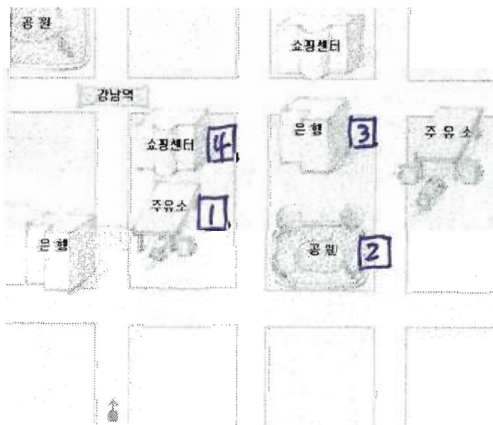 공원
쇼핑센터
강남역
쇼핑센터 4
은행 3
주유소
주유소 1
은행
공원 2